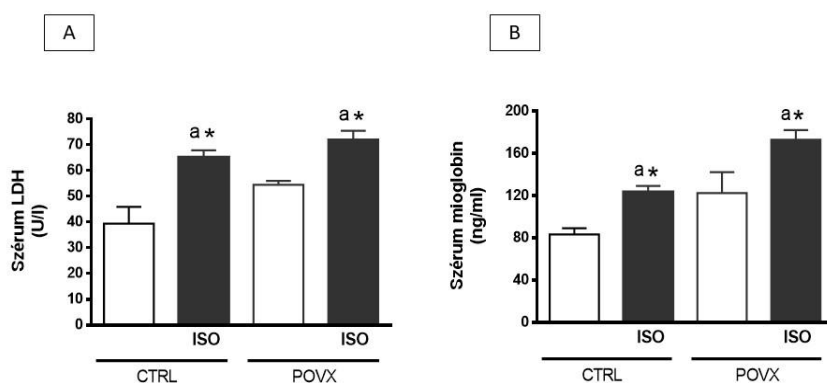 A
Szérum LDH
(U/l)
80
70
60
50
40
30
20
10
0
a *
a *
ISO
ISO
CTRL
POVX
B
Szérum mioglobin
(ng/ml)
200
160
120
80
40
0
a *
a *
ISO
ISO
CTRL
POVX